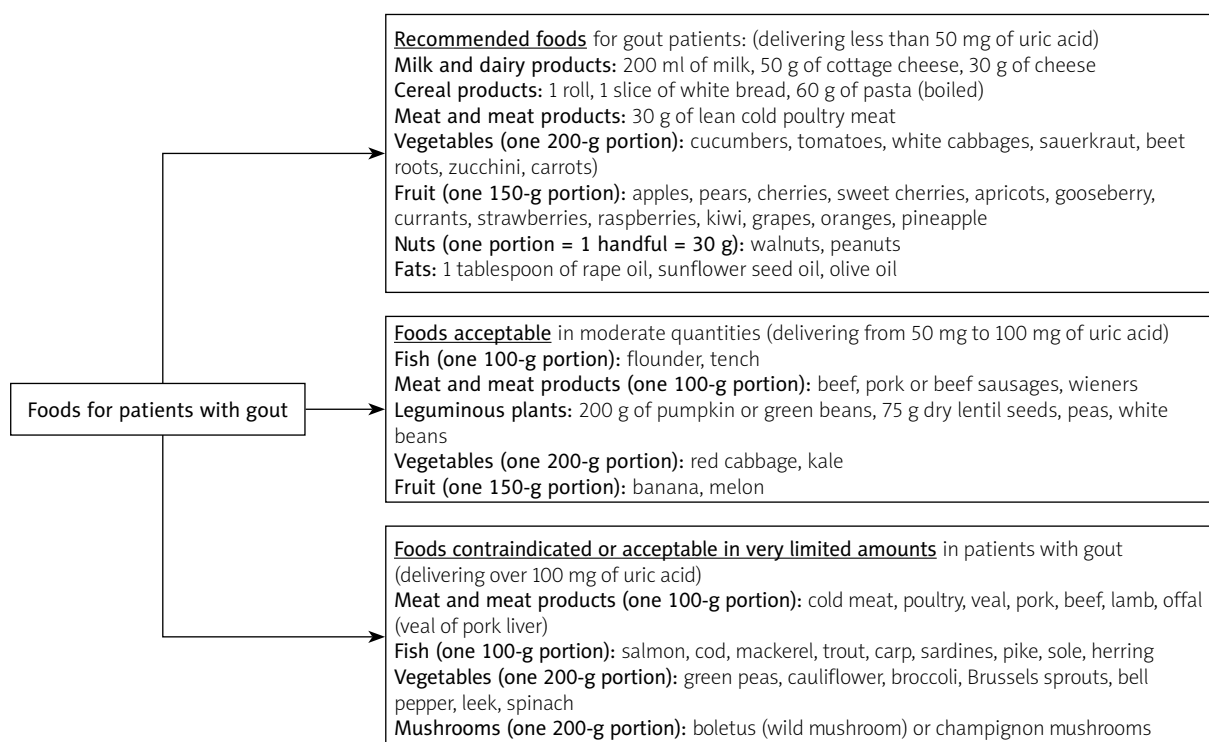 Recommended foods for gout patients: (delivering less than 50 mg of uric acid)
Milk and dairy products: 200 ml of milk, 50 g of cottage cheese, 30 g of cheese
Cereal products: 1 roll, 1 slice of white bread, 60 g of pasta (boiled)
Meat and meat products: 30 g of lean cold poultry meat
Vegetables (one 200-g portion): cucumbers, tomatoes, white cabbages, sauerkraut, beet
roots, zucchini, carrots)
Fruit (one 150-g portion): apples, pears, cherries, sweet cherries, apricots, gooseberry,
currants, strawberries, raspberries, kiwi, grapes, oranges, pineapple
Nuts (one portion = 1 handful = 30 g): walnuts, peanuts
Fats: 1 tablespoon of rape oil, sunflower seed oil, olive oil
Foods for patients with gout
Foods acceptable in moderate quantities (delivering from 50 mg to 100 mg of uric acid)
Fish (one 100-g portion): flounder, tench
Meat and meat products (one 100-g portion): beef, pork or beef sausages, wieners
Leguminous plants: 200 g of pumpkin or green beans, 75 g dry lentil seeds, peas, white
beans
Vegetables (one 200-g portion): red cabbage, kale
Fruit (one 150-g portion): banana, melon
Foods contraindicated or acceptable in very limited amounts in patients with gout
(delivering over 100 mg of uric acid)
Meat and meat products (one 100-g portion): cold meat, poultry, veal, pork, beef, lamb, offal
(veal of pork liver)
Fish (one 100-g portion): salmon, cod, mackerel, trout, carp, sardines, pike, sole, herring
Vegetables (one 200-g portion): green peas, cauliflower, broccoli, Brussels sprouts, bell
pepper, leek, spinach
Mushrooms (one 200-g portion): boletus (wild mushroom) or champignon mushrooms